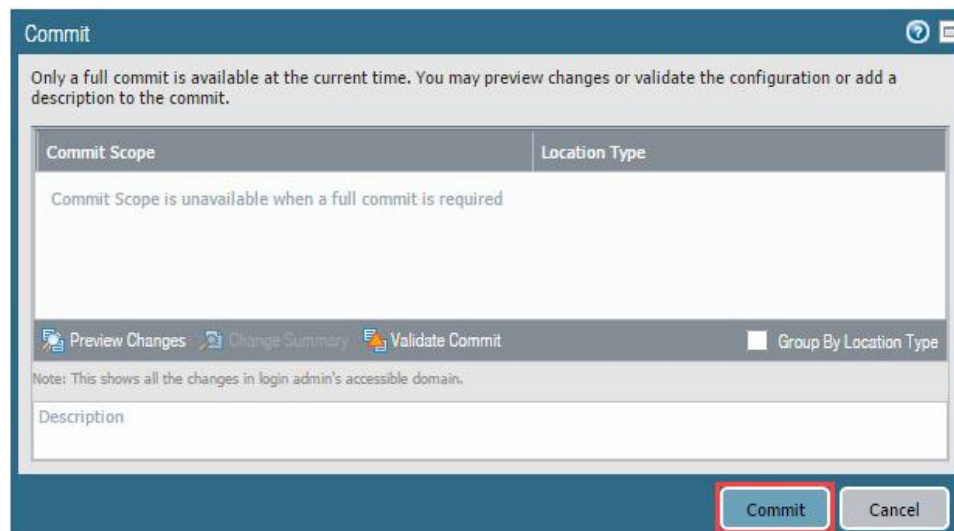 Commit
Only a full commit is available at the current time. You may preview changes or validate the configuration or add a
description to the commit.
Commit Scope Location Type
Commit Scope is unavailable when a full commit is required
Preview Changes Change Summary Validate Commit Group By Location Type
Note: This shows all the changes in login admin's accessible domain.
Description
Commit Cancel